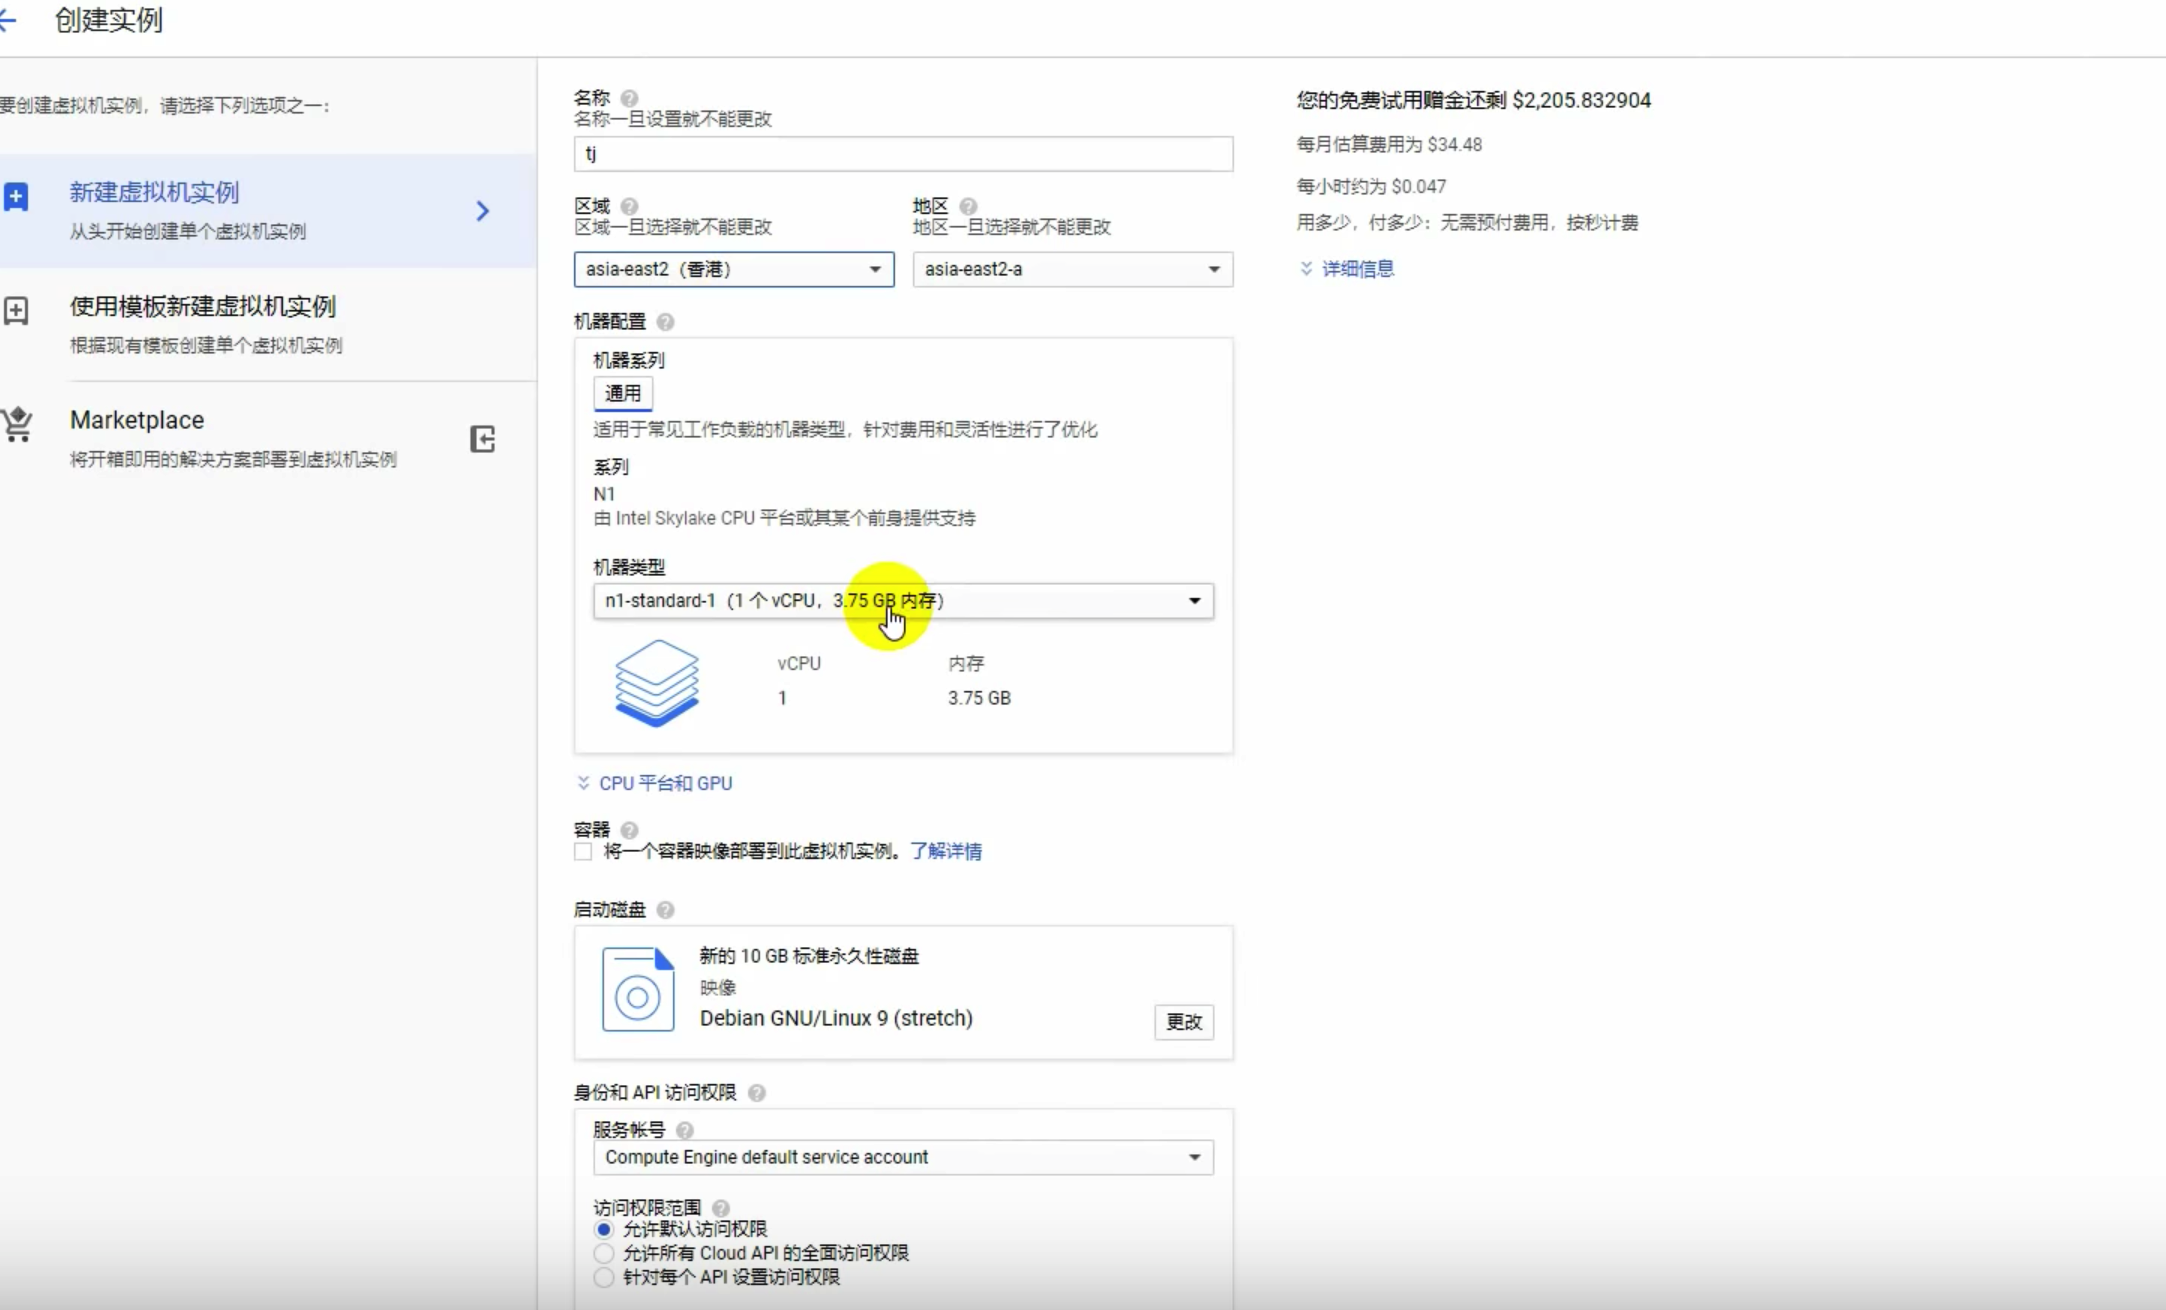 创建实例
要创建虚拟机实例，请选择下列选项之一：
新建虚拟机实例
从头开始创建单个虚拟机实例
使用模板新建虚拟机实例
根据现有模板创建单个虚拟机实例
Marketplace
将开箱即用的解决方案部署到虚拟机实例
名称
名称一旦设置就不能更改
tj
区域
区域一旦选择就不能更改
asia-east2（香港）
地区
地区一旦选择就不能更改
asia-east2-a
机器配置
机器系列
通用
适用于常见工作负载的机器类型，针对费用和灵活性进行了优化
系列
N1
由 Intel Skylake CPU 平台或其某个前身提供支持
机器类型
n1-standard-1（1 个 vCPU，3.75 GB 内存）
vCPU
内存
1
3.75 GB
CPU 平台和 GPU
容器
将一个容器映像部署到此虚拟机实例。了解详情
启动磁盘
新的 10 GB 标准永久性磁盘
映像
Debian GNU/Linux 9 (stretch)
更改
身份和 API 访问权限
服务帐号
Compute Engine default service account
访问权限范围
允许默认访问权限
允许所有 Cloud API 的全面访问权限
针对每个 API 设置访问权限
您的免费试用赠金还剩 $2,205.832904
每月估算费用为 $34.48
每小时约为 $0.047
用多少，付多少：无需预付费用，按秒计费
详细信息